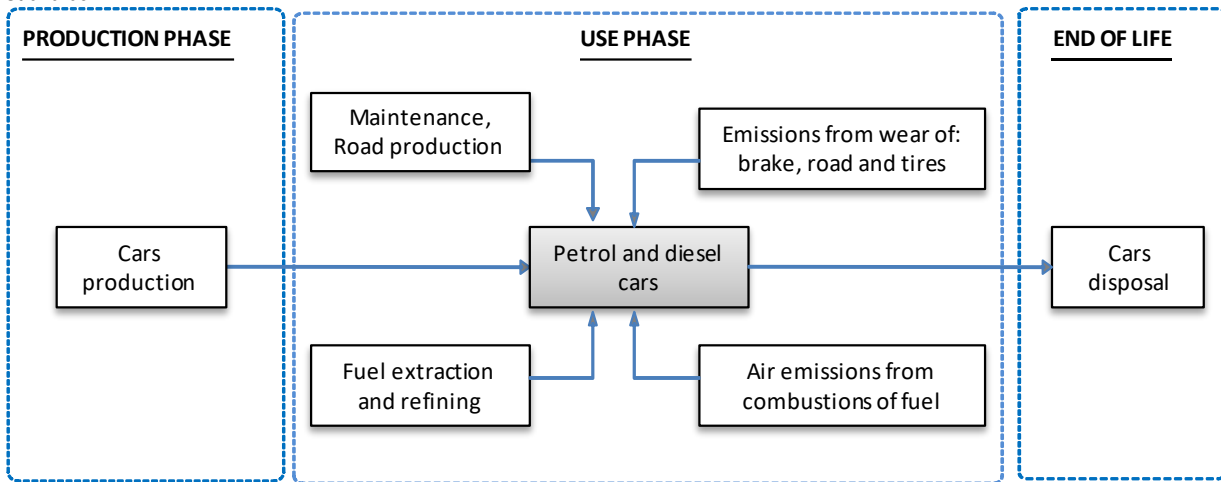 PRODUCTION PHASE
USE PHASE
END OF LIFE
Maintenance,
Road production
Emissions from wear of:
brake, road and tires
Cars
production
Petrol and diesel
cars
Cars
disposal
Fuel extraction
and refining
Air emissions from
combustions of fuel